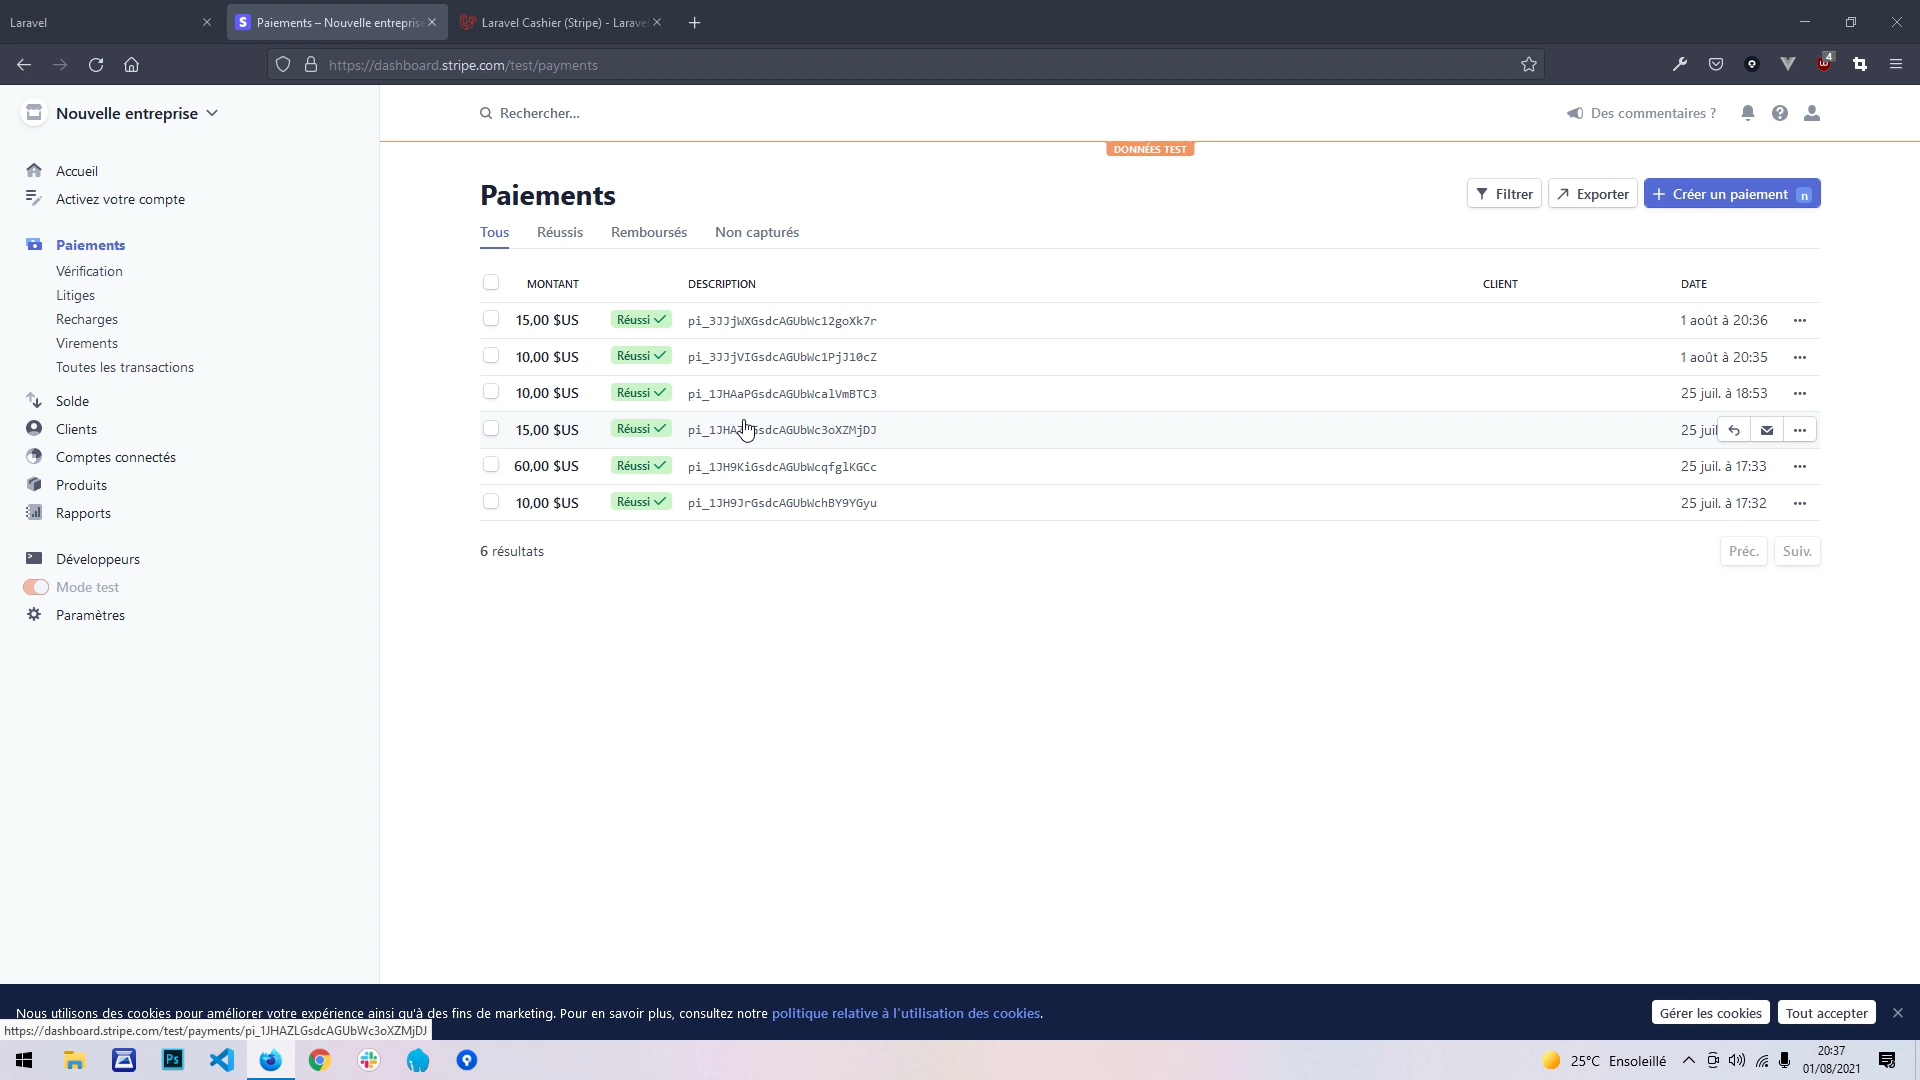 Laravel
Paiements – Nouvelle entreprise
Laravel Cashier (Stripe) - Larave
https://dashboard.stripe.com/test/payments
4
Nouvelle entreprise
Rechercher...
Des commentaires ?
DONNÉES TEST
Accueil
Activez votre compte
Paiements
Vérification
Litiges
Recharges
Virements
Toutes les transactions
Solde
Clients
Comptes connectés
Produits
Rapports
Développeurs
Mode test
Paramètres
Paiements
Filtrer
Exporter
Créer un paiement n
Tous Réussis Remboursés Non capturés
MONTANT DESCRIPTION CLIENT DATE
15,00 $US Réussi pi_3JJjWXGsdcAGUbWc12goXk7r 1 août à 20:36
10,00 $US Réussi pi_3JJjVIGsdcAGUbWc1PjJ10cZ 1 août à 20:35
10,00 $US Réussi pi_1JHAaPGsdcAGUbWcalVmBTC3 25 juil. à 18:53
15,00 $US Réussi pi_1JHAZLGsdcAGUbWc3oXZMjDJ 25 juil
60,00 $US Réussi pi_1JH9KiGsdcAGUbWcqfglKGCc 25 juil. à 17:33
10,00 $US Réussi pi_1JH9JrGsdcAGUbWchBY9YGyu 25 juil. à 17:32
6 résultats
Préc. Suiv.
Nous utilisons des cookies pour améliorer votre expérience ainsi qu'à des fins de marketing. Pour en savoir plus, consultez notre politique relative à l'utilisation des cookies.
Gérer les cookies
Tout accepter
https://dashboard.stripe.com/test/payments/pi_1JHAZLGsdcAGUbWc3oXZMjDJ
Ps
25°C Ensoleillé
20:37
01/08/2021